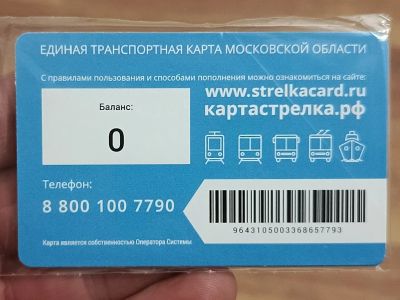 ЕДИНАЯ ТРАНСПОРТНАЯ КАРТА МОСКОВСКОЙ ОБЛАСТИ
С правилами пользования и способами пополнения можно ознакомиться на сайте:
www.strelkacard.ru
картастрелка.рф
Баланс:
0
Телефон:
8 800 100 7790
9643105003368657793
Карта является собственностью Оператора Системы